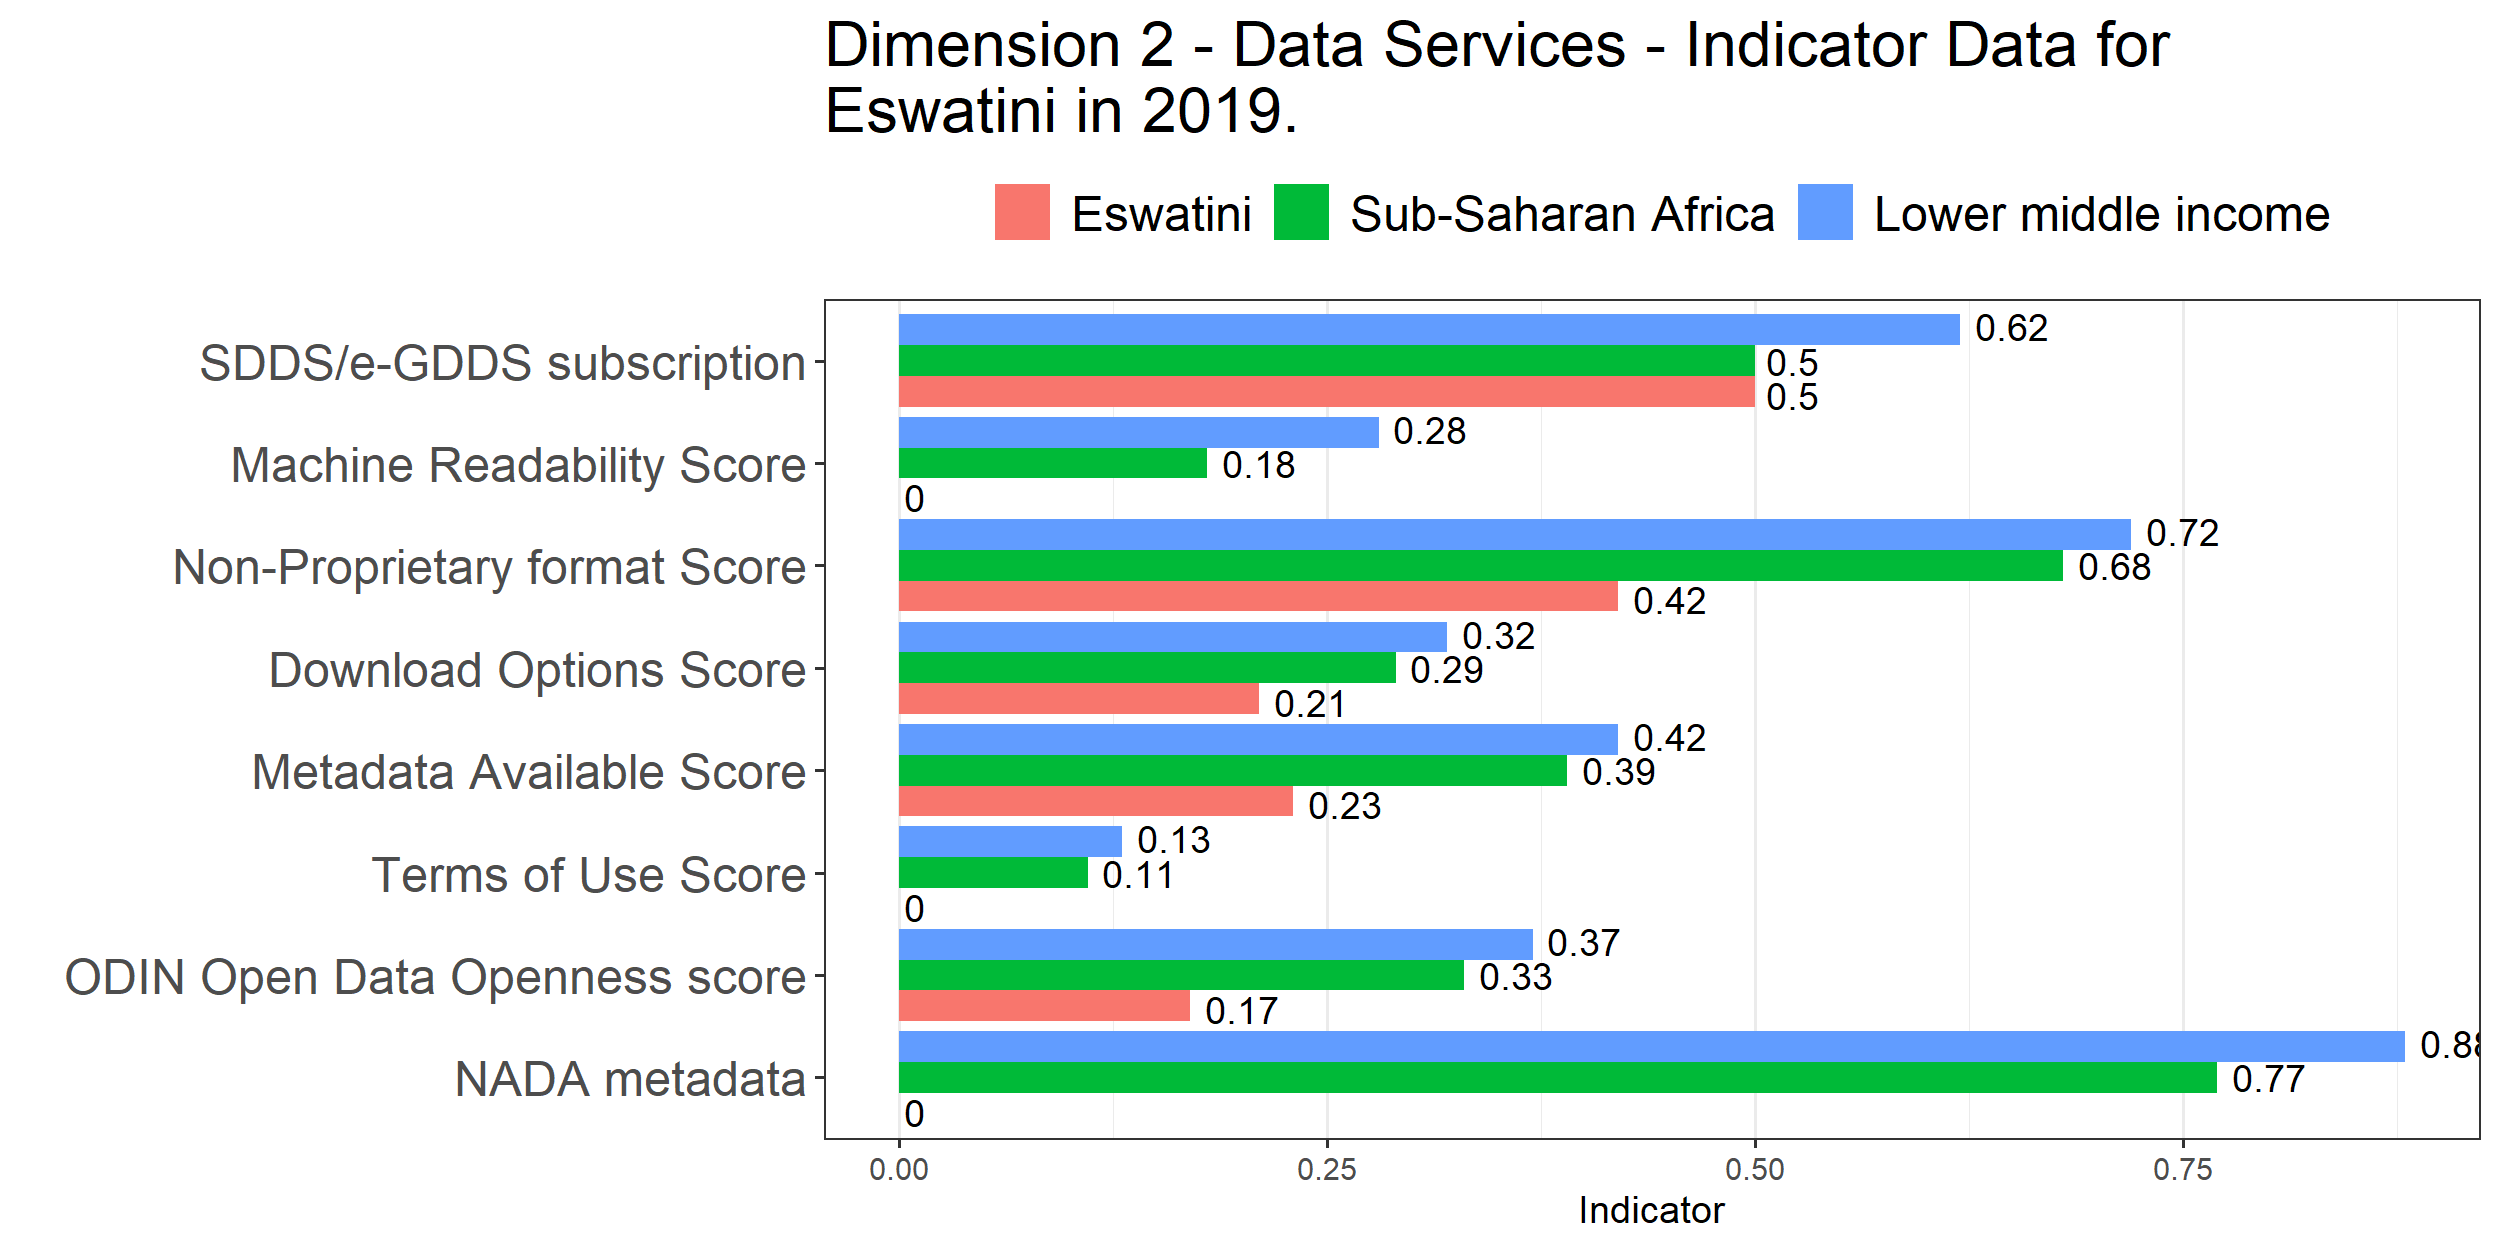 Dimension 2 - Data Services - Indicator Data for
Eswatini in 2019.
Eswatini Sub-Saharan Africa Lower middle income
SDDS/e-GDDS subscription
0.62
0.5
0.5
Machine Readability Score
0.28
0.18
0
Non-Proprietary format Score
0.72
0.68
0.42
Download Options Score
0.32
0.29
0.21
Metadata Available Score
0.42
0.39
0.23
Terms of Use Score
0.13
0.11
0
ODIN Open Data Openness score
0.37
0.33
0.17
NADA metadata
0.88
0.77
0
0.00 0.25 0.50 0.75
Indicator